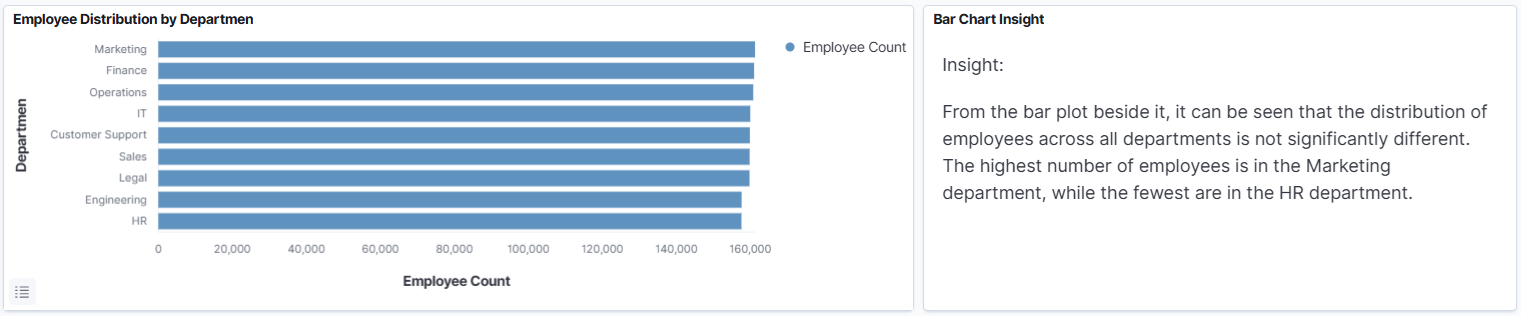 Employee Distribution by Departmen
Departmen
Marketing
Finance
Operations
IT
Customer Support
Sales
Legal
Engineering
HR
0 20,000 40,000 60,000 80,000 100,000 120,000 140,000 160,000
Employee Count
Employee Count
Bar Chart Insight
Insight:
From the bar plot beside it, it can be seen that the distribution of
employees across all departments is not significantly different.
The highest number of employees is in the Marketing
department, while the fewest are in the HR department.